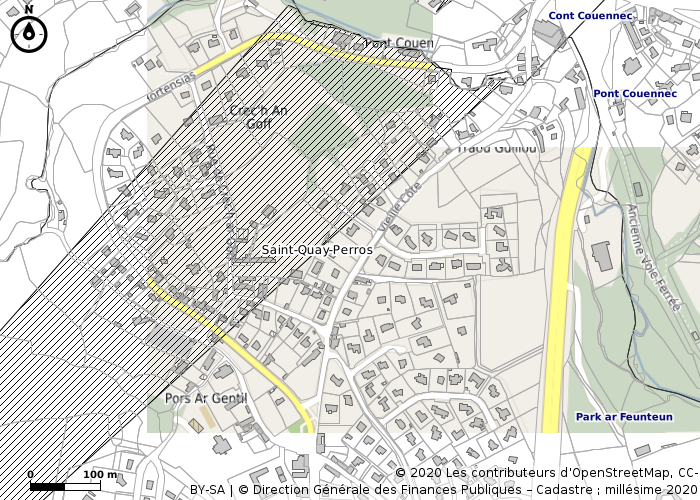 N
Cont Couennec
Pont Couen
Pont Couennec
Hortensias
Crec'h An
Goff
Traou Guillou
Vieille Côte
Ancienne Voie Ferrée
Saint-Quay-Perros
Pors Ar Gentil
Park ar Feunteun
0 100 m
© 2020 Les contributeurs d'OpenStreetMap, CC-
BY-SA | © Direction Générale des Finances Publiques - Cadastre ; millésime 2020